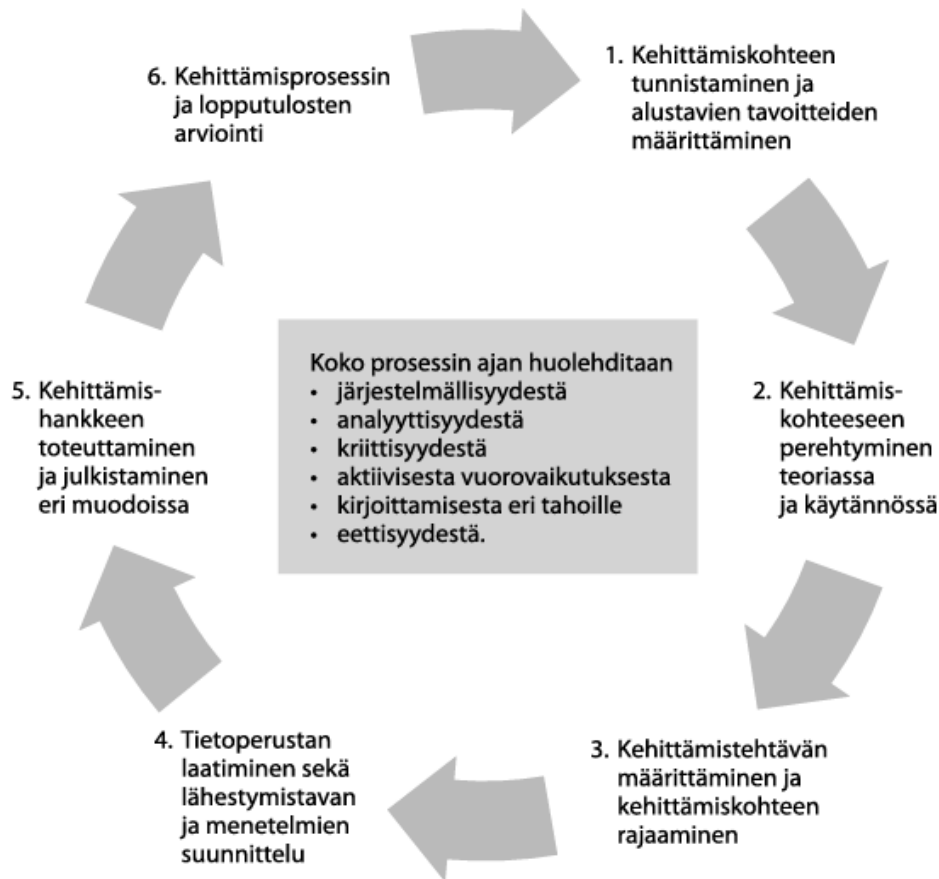 1. Kehittämiskohteen
tunnistaminen ja
alustavien tavoitteiden
määrittäminen
2. Kehittämis-
kohteeseen
perehtyminen
teoriassa
ja käytännössä
3. Kehittämistehtävän
määrittäminen ja
kehittämiskohteen
rajaaminen
4. Tietoperustan
laatiminen sekä
lähestymistavan
ja menetelmien
suunnittelu
5. Kehittämis-
hankkeen
toteuttaminen
ja julkistaminen
eri muodoissa
6. Kehittämisprosessin
ja lopputulosten
arviointi
Koko prosessin ajan huolehditaan
• järjestelmällisyydestä
• analyyttisyydestä
• kriittisyydestä
• aktiivisesta vuorovaikutuksesta
• kirjoittamisesta eri tahoille
• eettisyydestä.